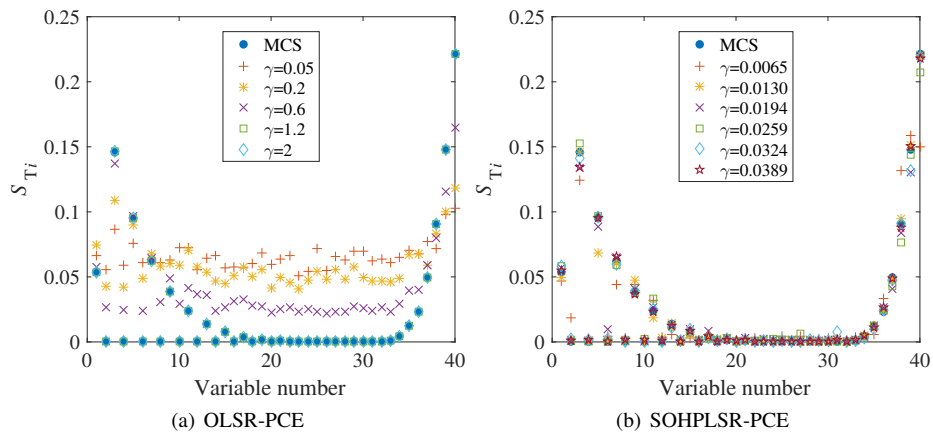 0.25
0.2
0.15
0.1
0.05
0
S_Ti
0
10
20
30
40
Variable number
MCS
γ=0.05
γ=0.2
γ=0.6
γ=1.2
γ=2
(a) OLSR-PCE
0.25
0.2
0.15
0.1
0.05
0
S_Ti
0
10
20
30
40
Variable number
MCS
γ=0.0065
γ=0.0130
γ=0.0194
γ=0.0259
γ=0.0324
γ=0.0389
(b) SOHPLSR-PCE